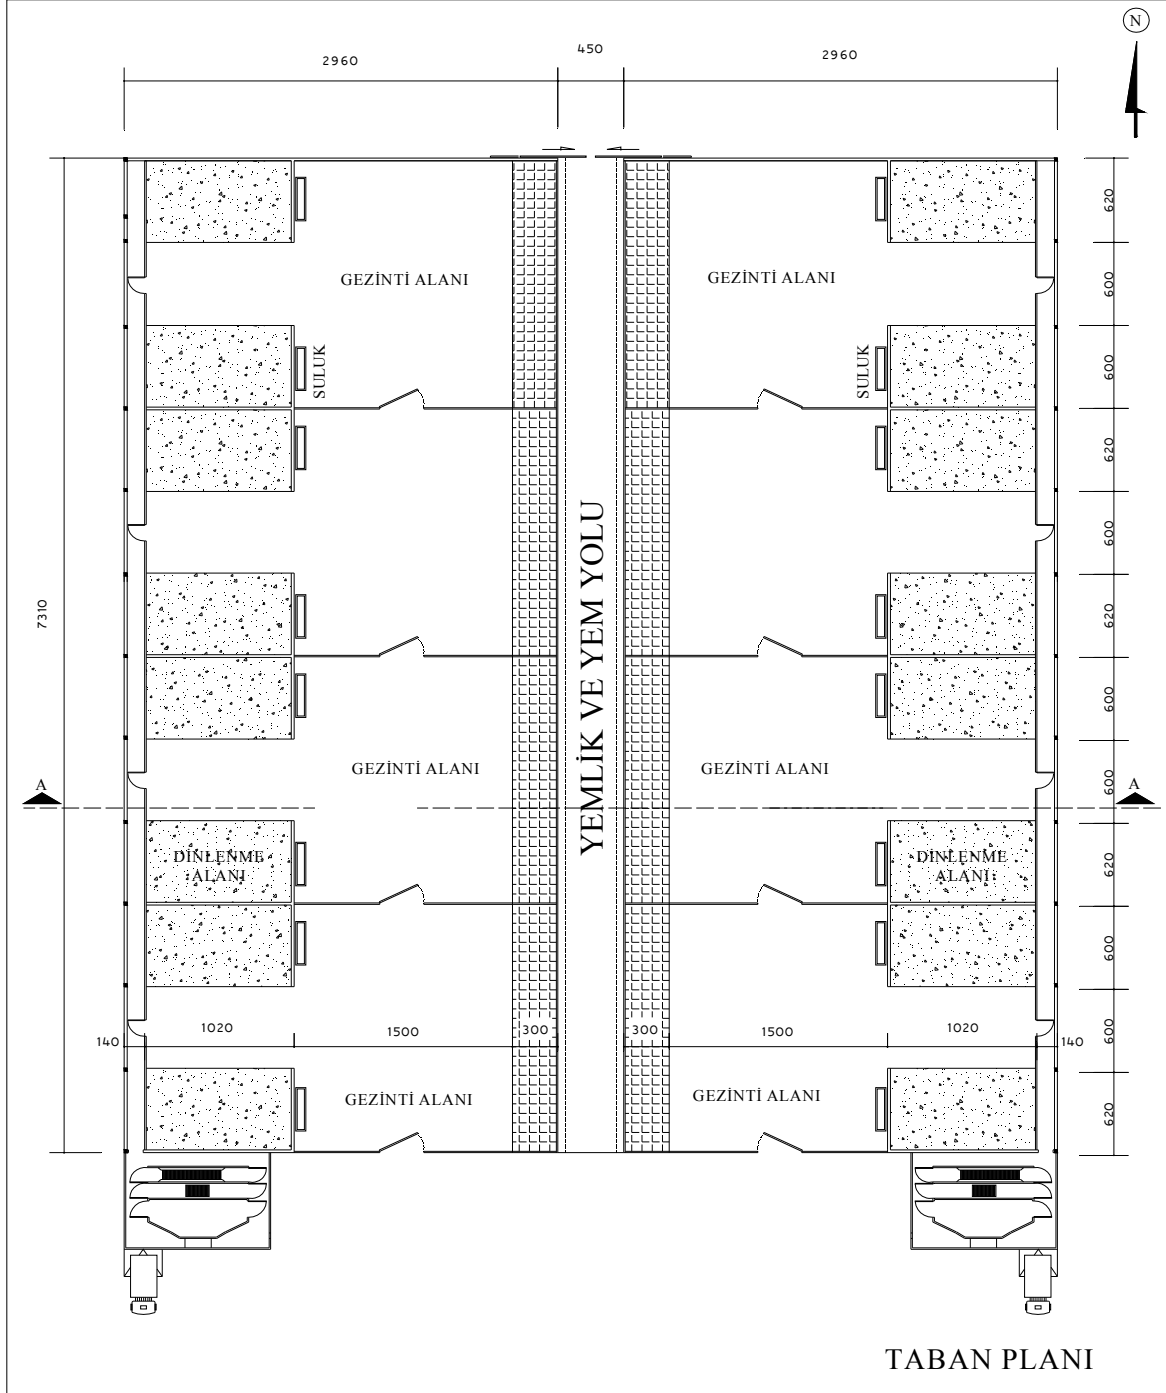 N
2960
450
2960
620
GEZİNTİ ALANI
GEZİNTİ ALANI
600
SULUK
SULUK
600
620
YEMLİK VE YEM YOLU
600
7310
620
600
GEZİNTİ ALANI
GEZİNTİ ALANI
A
A
600
DİNLENME
ALANI
DİNLENME
ALANI
620
600
140
1020
1500
300
300
1500
1020
140
600
GEZİNTİ ALANI
GEZİNTİ ALANI
620
TABAN PLANI